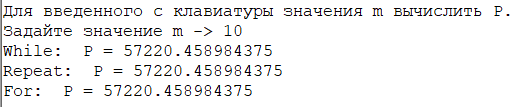 Для введенного с клавиатуры значения m вычислить P.
Задайте значение m -> 10
While:  P = 57220.458984375
Repeat:  P = 57220.458984375
For:  P = 57220.458984375